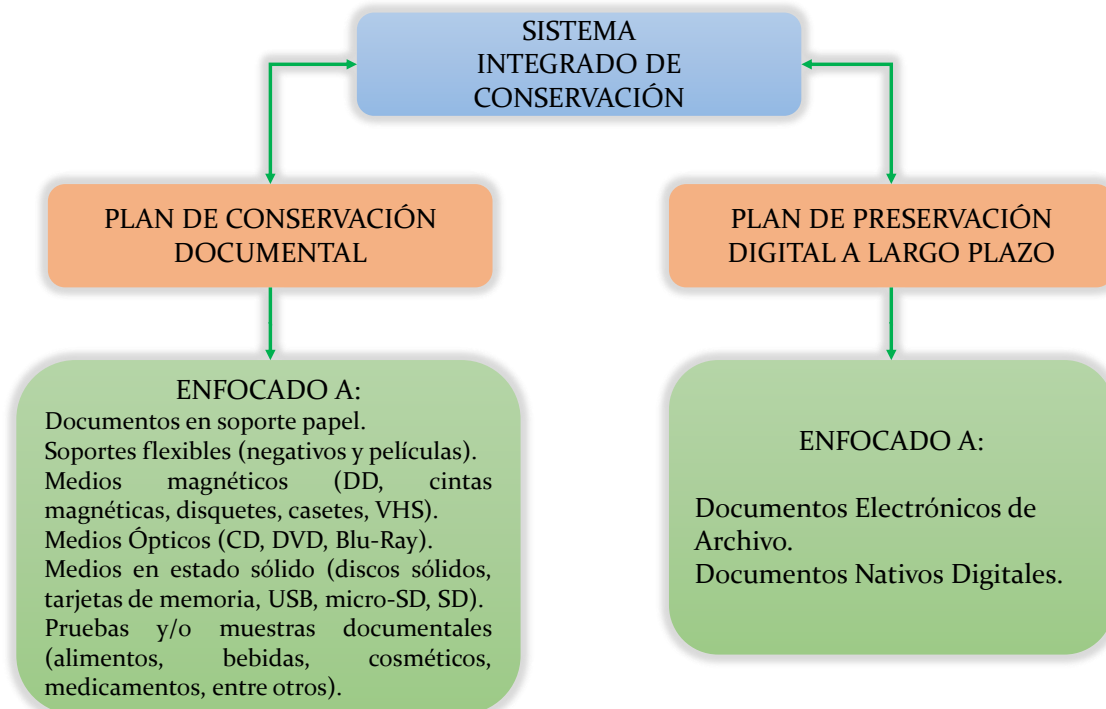 SISTEMA
INTEGRADO DE
CONSERVACIÓN
PLAN DE CONSERVACIÓN
DOCUMENTAL
PLAN DE PRESERVACIÓN
DIGITAL A LARGO PLAZO
ENFOCADO A:
Documentos en soporte papel.
Soportes flexibles (negativos y películas).
Medios magnéticos (DD, cintas
magnéticas, disquetes, casetes, VHS).
Medios Ópticos (CD, DVD, Blu-Ray).
Medios en estado sólido (discos sólidos,
tarjetas de memoria, USB, micro-SD, SD).
Pruebas y/o muestras documentales
(alimentos, bebidas, cosméticos,
medicamentos, entre otros).
ENFOCADO A:
Documentos Electrónicos de
Archivo.
Documentos Nativos Digitales.